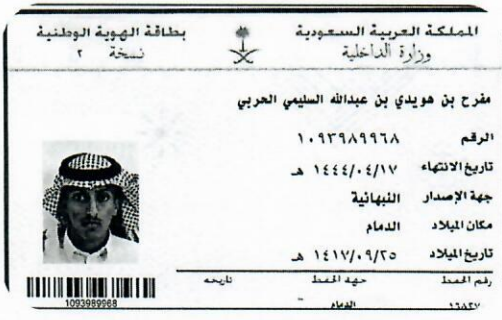 المملكة العربية السعودية
وزارة الداخلية
بطاقة الهوية الوطنية
نسخة ٢
مفرح بن هويدي بن عبدالله السليمي الحربي
الرقم ١٠٩٣٩٨٩٩٦٨
تاريخ الانتهاء ١٤٤٤/٠٤/١٧ هـ
جهة الإصدار النبهانية
مكان الميلاد الدمام
تاريخ الميلاد ١٤١٧/٠٩/٢٥ هـ
رقم الحفظ جهة الحفظ تاريخه
١٦٨٢٧ الدمام
1093989968